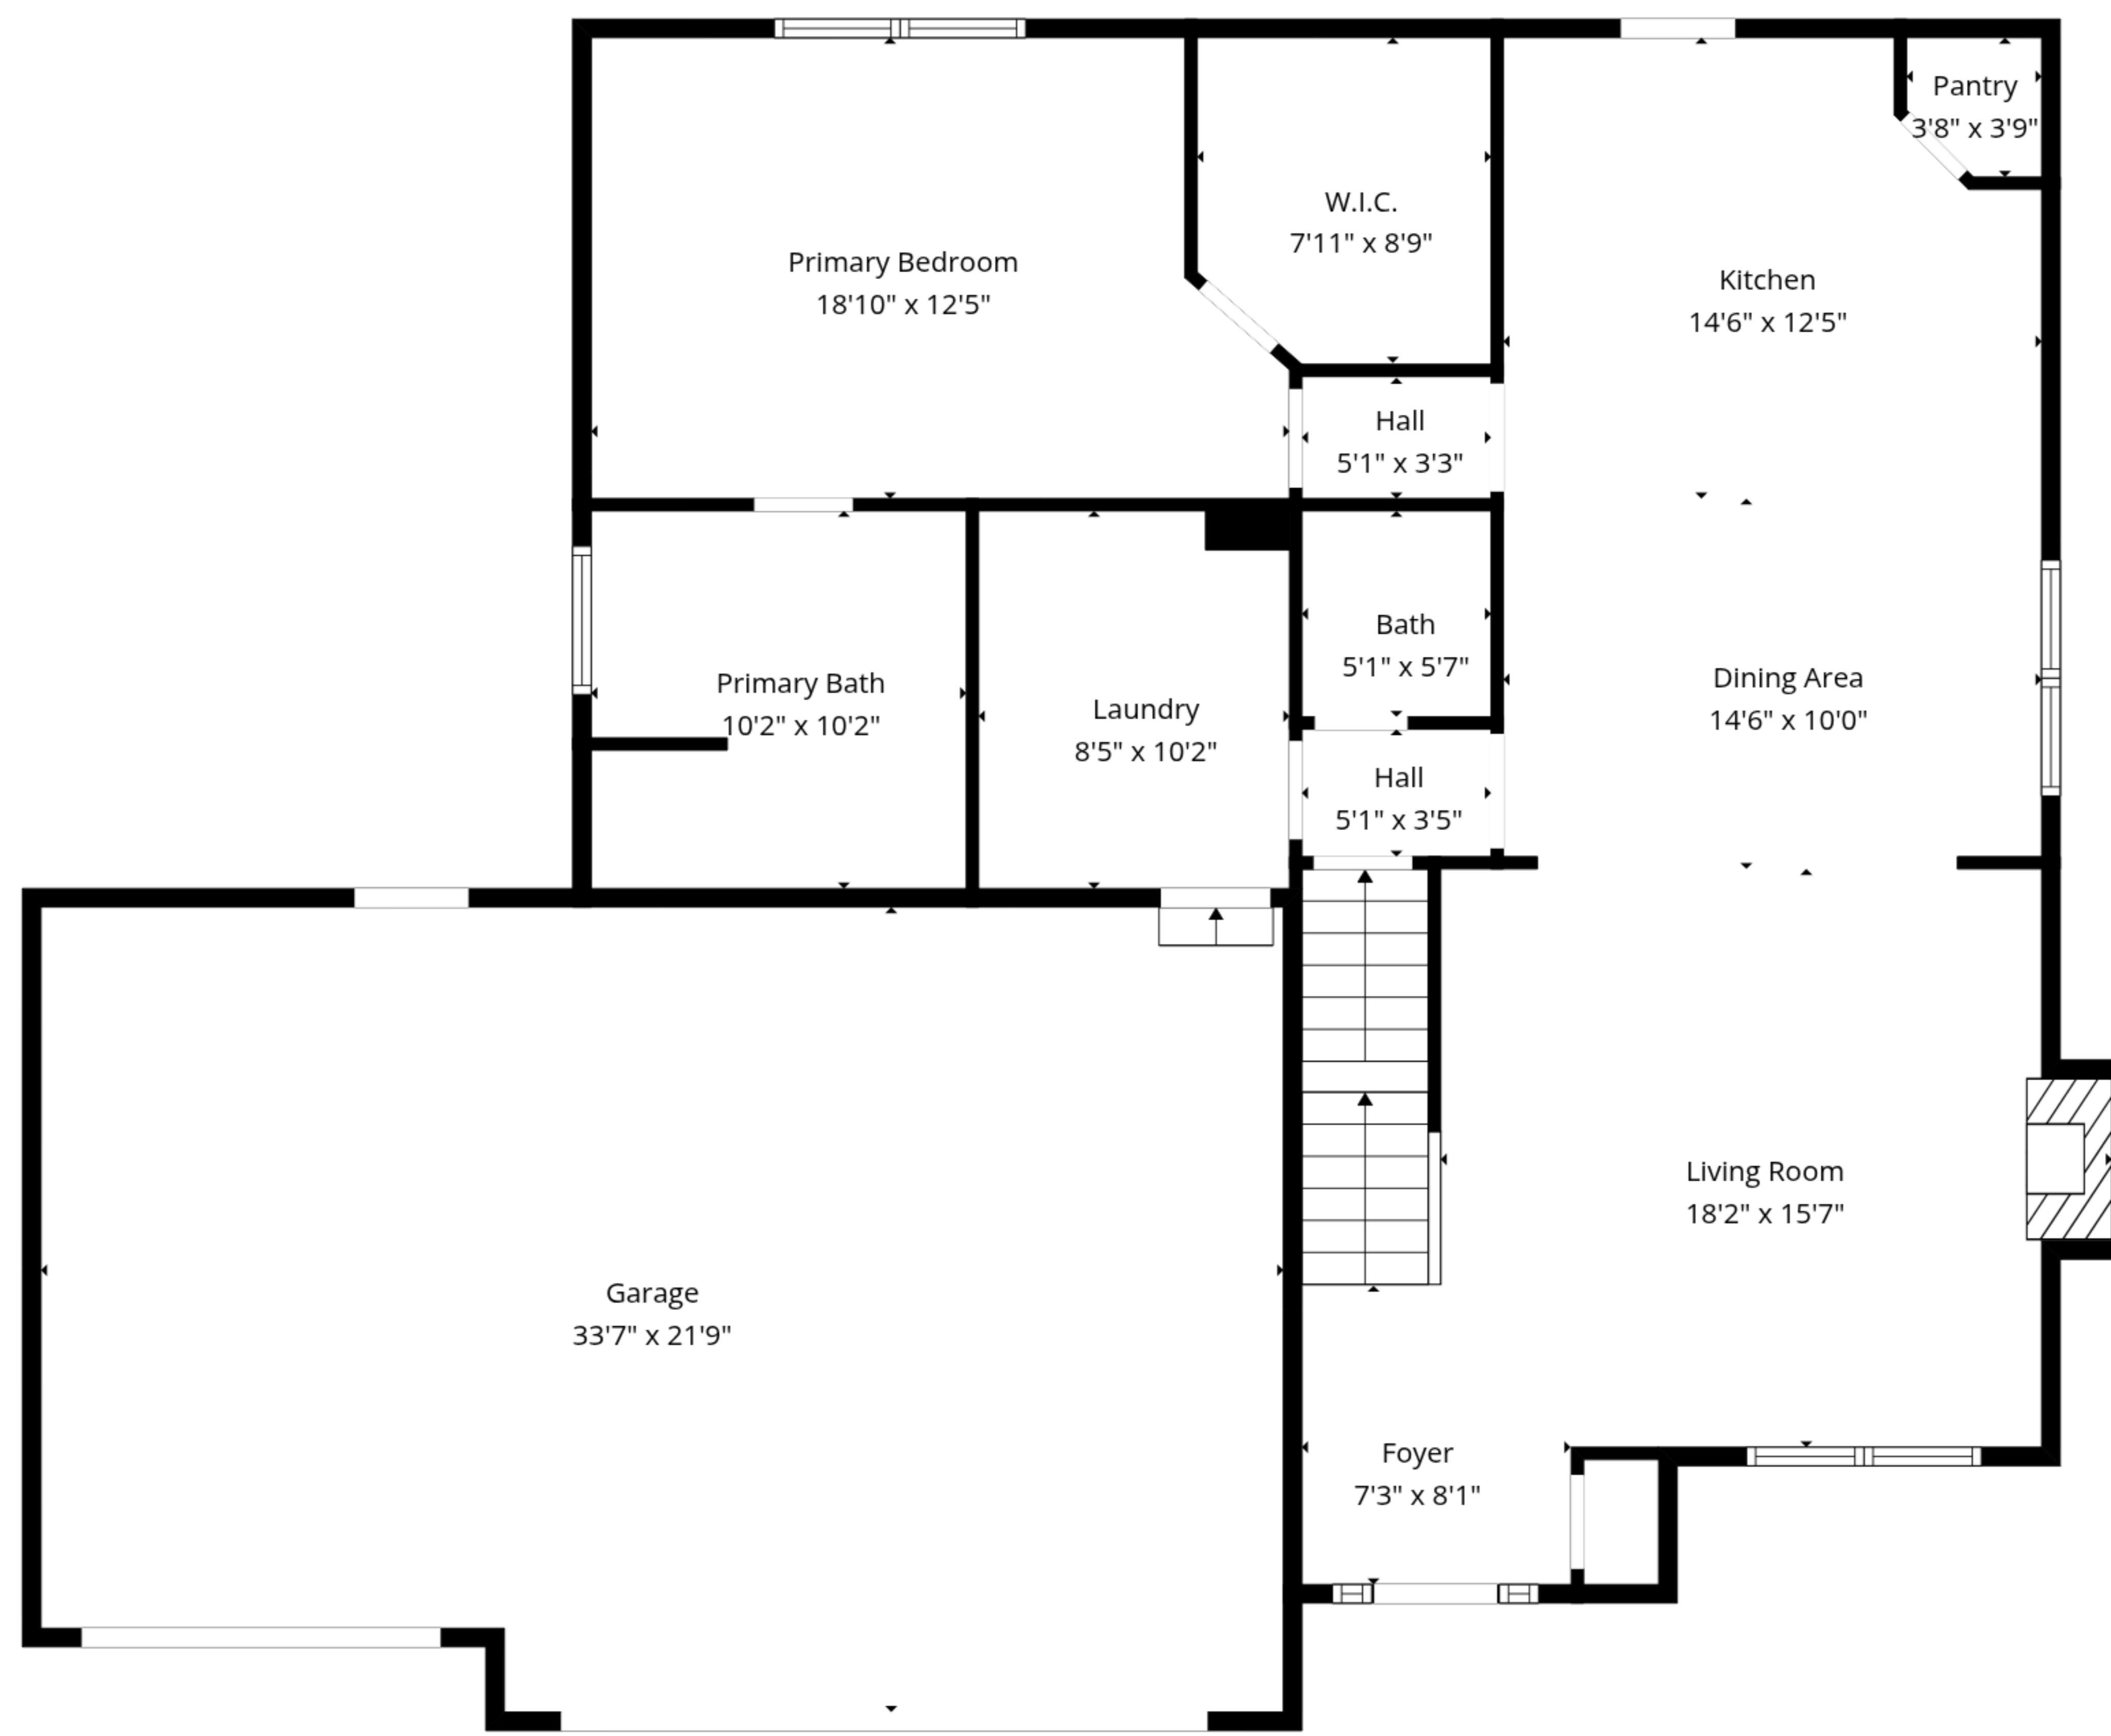 Pantry
3'8" x 3'9"
W.I.C.
7'11" x 8'9"
Primary Bedroom
18'10" x 12'5"
Kitchen
14'6" x 12'5"
Hall
5'1" x 3'3"
Bath
5'1" x 5'7"
Primary Bath
10'2" x 10'2"
Laundry
8'5" x 10'2"
Dining Area
14'6" x 10'0"
Hall
5'1" x 3'5"
Living Room
18'2" x 15'7"
Garage
33'7" x 21'9"
Foyer
7'3" x 8'1"